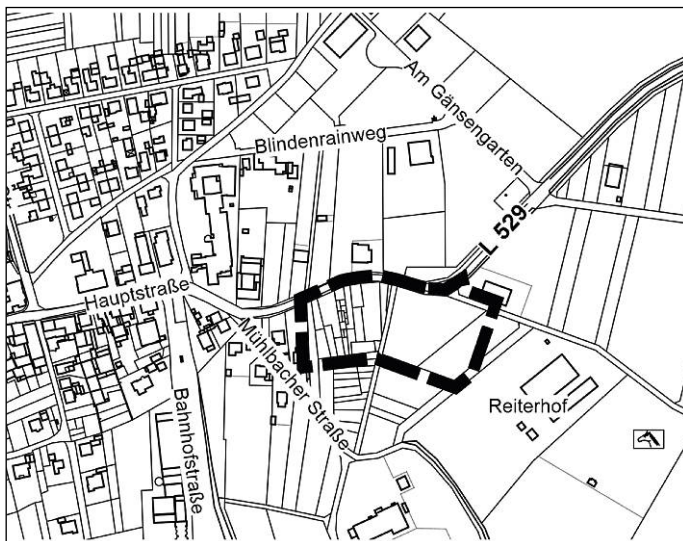 Am Gänsengarten
Blindenrainweg
L 529
Hauptstraße
Mühlbacher Straße
Reiterhof
Bahnhofstraße